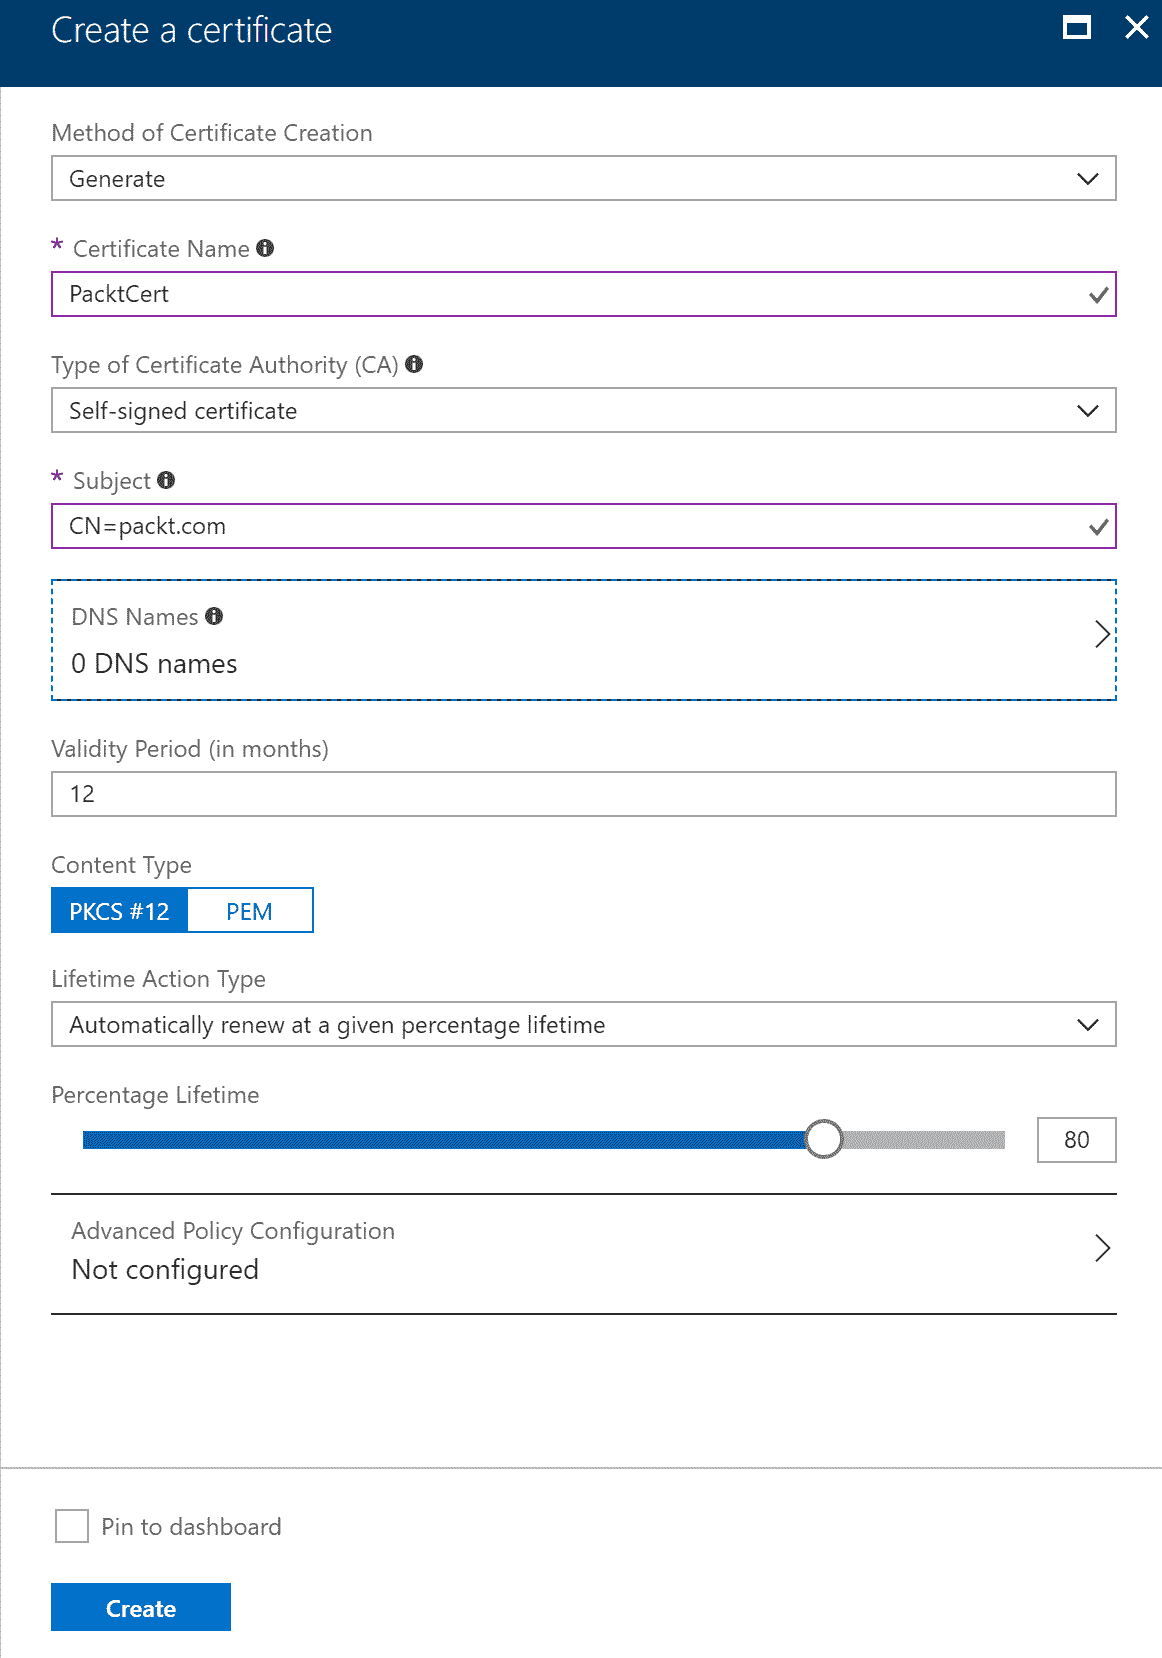 Create a certificate
Method of Certificate Creation
Generate
* Certificate Name
PacktCert
Type of Certificate Authority (CA)
Self-signed certificate
* Subject
CN=packt.com
DNS Names
0 DNS names
Validity Period (in months)
12
Content Type
PKCS #12 PEM
Lifetime Action Type
Automatically renew at a given percentage lifetime
Percentage Lifetime
80
Advanced Policy Configuration
Not configured
Pin to dashboard
Create